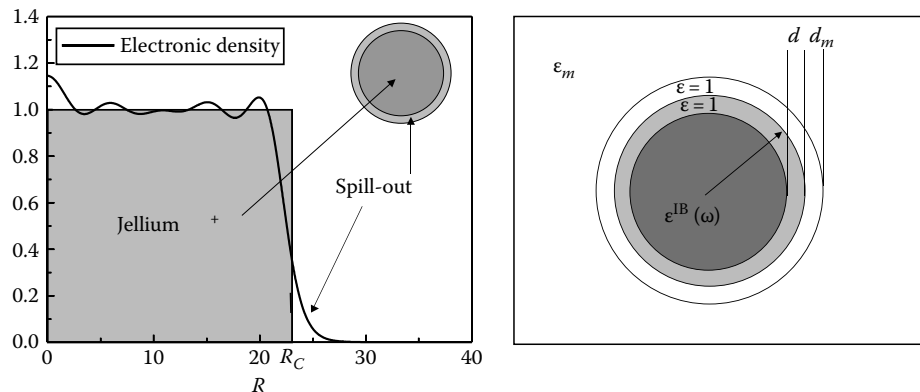 1.4
1.2
1.0
0.8
0.6
0.4
0.2
0.0
Electronic density
Jellium
+
Spill-out
0
10
20
R_C
30
40
R
ε_m
d
d_m
ε = 1
ε = 1
ε^IB (ω)